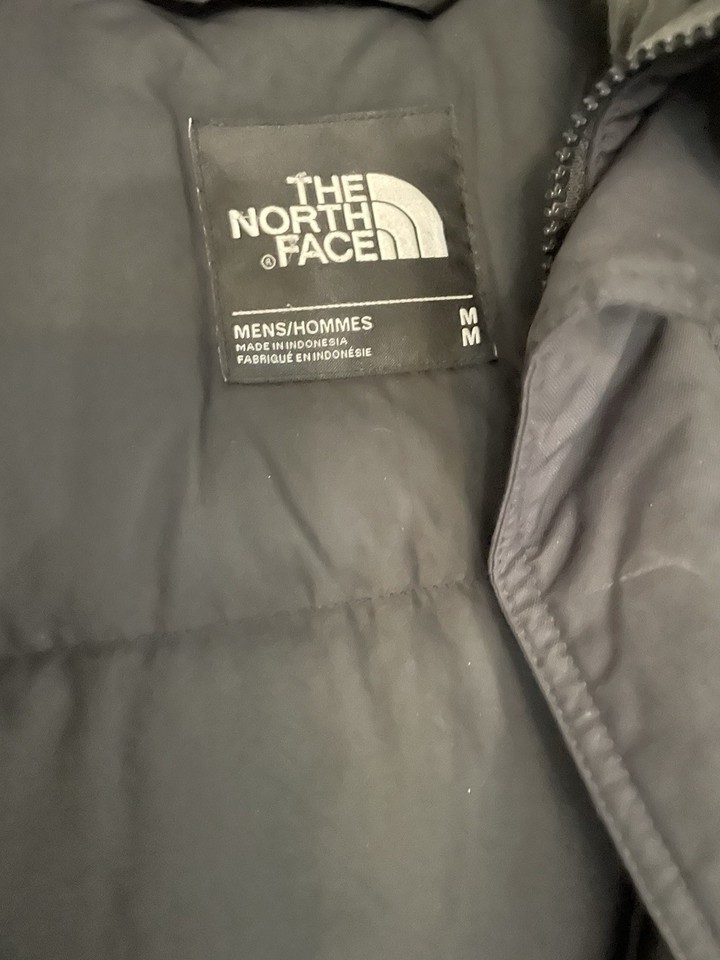 THE
NORTH
® FACE
MENS/HOMMES M
MADE IN INDONESIA M
FABRIQUÉ EN INDONÉSIE